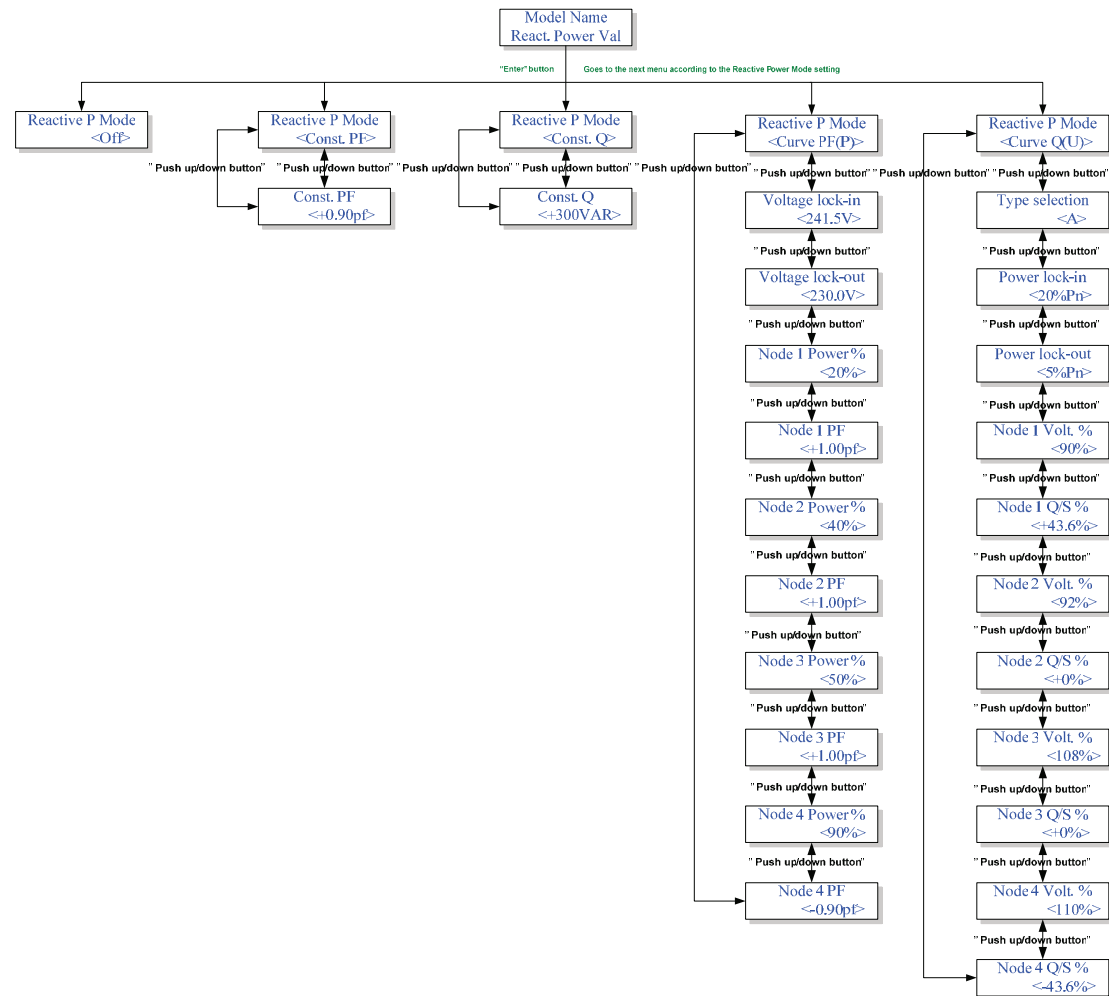 Model Name
React. Power Val
"Enter" button
Goes to the next menu according to the Reactive Power Mode setting
Reactive P Mode
<Off>
Reactive P Mode
<Const. PF>
" Push up/down button"
" Push up/down button"
Const. PF
<+0.90pf>
Reactive P Mode
<Const. Q>
" Push up/down button"
" Push up/down button"
Const. Q
<+300VAR>
Reactive P Mode
<Curve PF(P)>
" Push up/down button"
" Push up/down button"
Voltage lock-in
<241.5V>
" Push up/down button"
Voltage lock-out
<230.0V>
" Push up/down button"
Node 1 Power %
<20%>
" Push up/down button"
Node 1 PF
<+1.00pf>
" Push up/down button"
Node 2 Power %
<40%>
" Push up/down button"
Node 2 PF
<+1.00pf>
" Push up/down button"
Node 3 Power %
<50%>
" Push up/down button"
Node 3 PF
<+1.00pf>
" Push up/down button"
Node 4 Power %
<90%>
" Push up/down button"
Node 4 PF
<-0.90pf>
Reactive P Mode
<Curve Q(U)>
" Push up/down button"
" Push up/down button"
Type selection
<A>
" Push up/down button"
Power lock-in
<20%Pn>
" Push up/down button"
Power lock-out
<5%Pn>
" Push up/down button"
Node 1 Volt. %
<90%>
" Push up/down button"
Node 1 Q/S %
<+43.6%>
" Push up/down button"
Node 2 Volt. %
<92%>
" Push up/down button"
Node 2 Q/S %
<+0%>
" Push up/down button"
Node 3 Volt. %
<108%>
" Push up/down button"
Node 3 Q/S %
<+0%>
" Push up/down button"
Node 4 Volt. %
<110%>
" Push up/down button"
Node 4 Q/S %
<-43.6%>